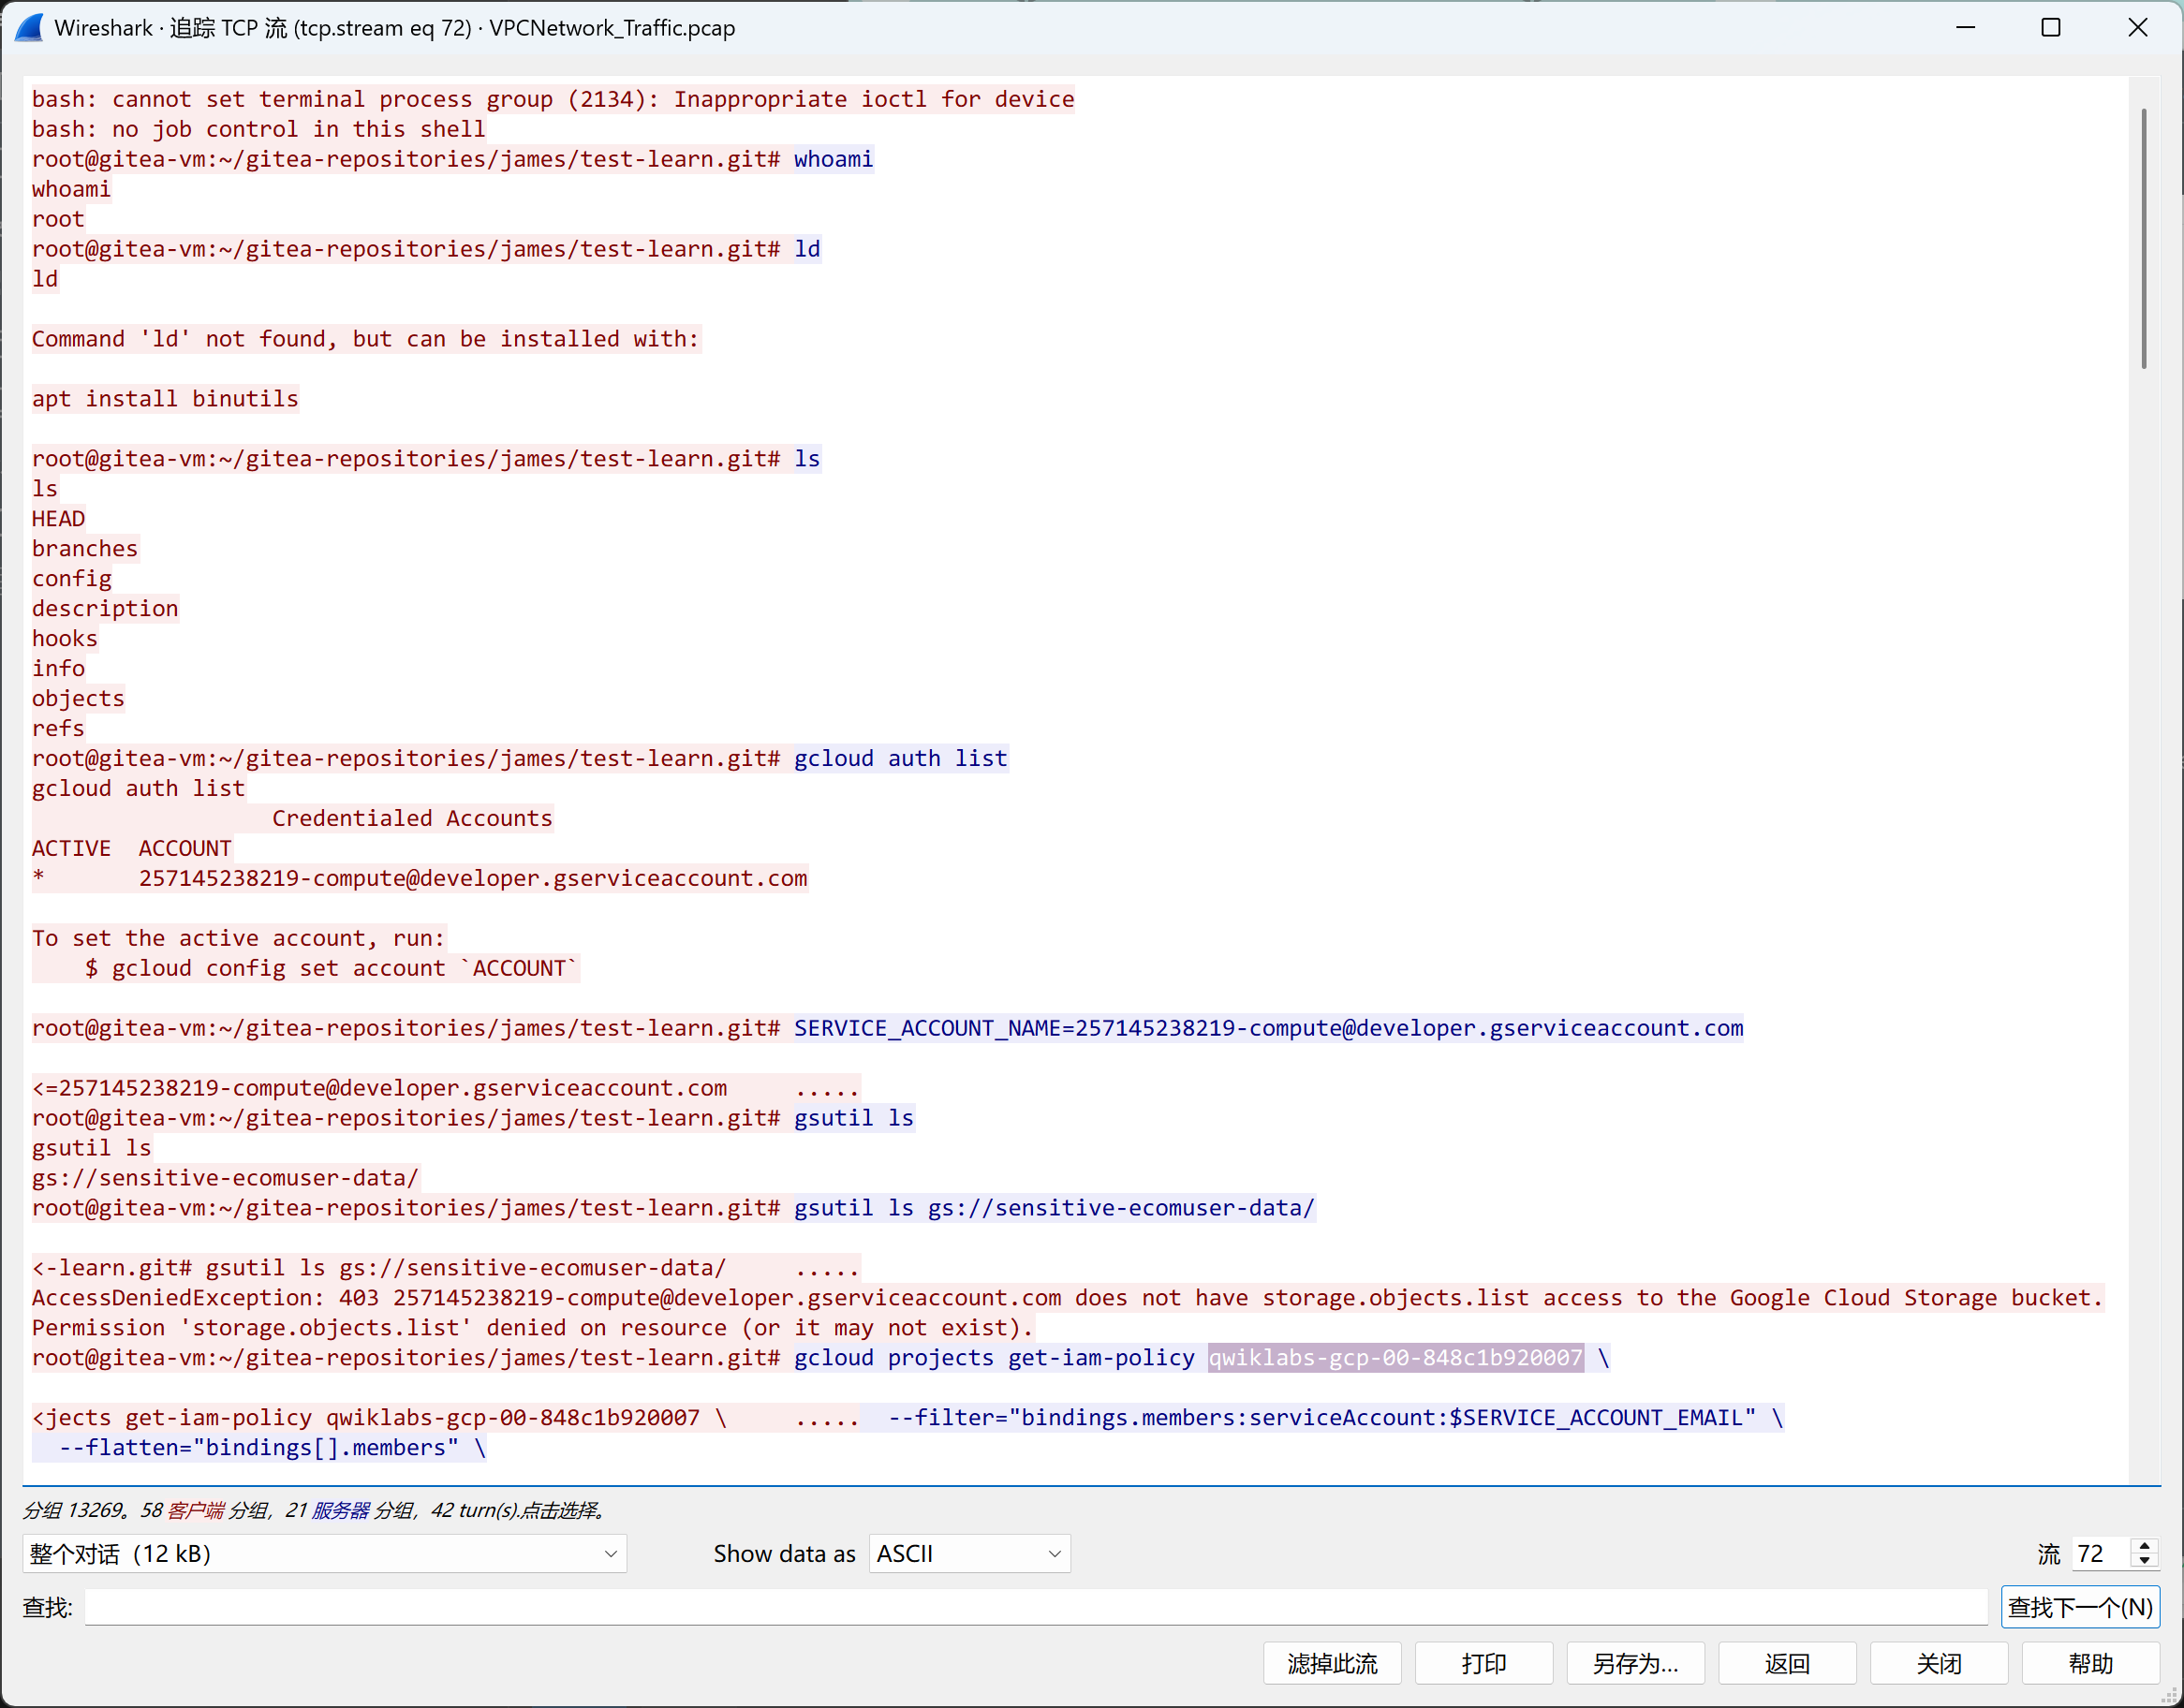 Wireshark · 追踪 TCP 流 (tcp.stream eq 72) · VPCNetwork_Traffic.pcap
bash: cannot set terminal process group (2134): Inappropriate ioctl for device
bash: no job control in this shell
root@gitea-vm:~/gitea-repositories/james/test-learn.git# whoami
whoami
root
root@gitea-vm:~/gitea-repositories/james/test-learn.git# ld
ld
Command 'ld' not found, but can be installed with:
apt install binutils
root@gitea-vm:~/gitea-repositories/james/test-learn.git# ls
ls
HEAD
branches
config
description
hooks
info
objects
refs
root@gitea-vm:~/gitea-repositories/james/test-learn.git# gcloud auth list
gcloud auth list
Credentialed Accounts
ACTIVE  ACCOUNT
*       257145238219-compute@developer.gserviceaccount.com
To set the active account, run:
    $ gcloud config set account `ACCOUNT`
root@gitea-vm:~/gitea-repositories/james/test-learn.git# SERVICE_ACCOUNT_NAME=257145238219-compute@developer.gserviceaccount.com
<=257145238219-compute@developer.gserviceaccount.com     .....
root@gitea-vm:~/gitea-repositories/james/test-learn.git# gsutil ls
gsutil ls
gs://sensitive-ecomuser-data/
root@gitea-vm:~/gitea-repositories/james/test-learn.git# gsutil ls gs://sensitive-ecomuser-data/
<-learn.git# gsutil ls gs://sensitive-ecomuser-data/     .....
AccessDeniedException: 403 257145238219-compute@developer.gserviceaccount.com does not have storage.objects.list access to the Google Cloud Storage bucket.
Permission 'storage.objects.list' denied on resource (or it may not exist).
root@gitea-vm:~/gitea-repositories/james/test-learn.git# gcloud projects get-iam-policy qwiklabs-gcp-00-848c1b920007 \
<jects get-iam-policy qwiklabs-gcp-00-848c1b920007 \     .....  --filter="bindings.members:serviceAccount:$SERVICE_ACCOUNT_EMAIL" \
  --flatten="bindings[].members" \
分组 13269。58 客户端 分组，21 服务器 分组，42 turn(s).点击选择。
整个对话（12 kB） Show data as ASCII 流 72
查找: 查找下一个(N)
滤掉此流 打印 另存为… 返回 关闭 帮助